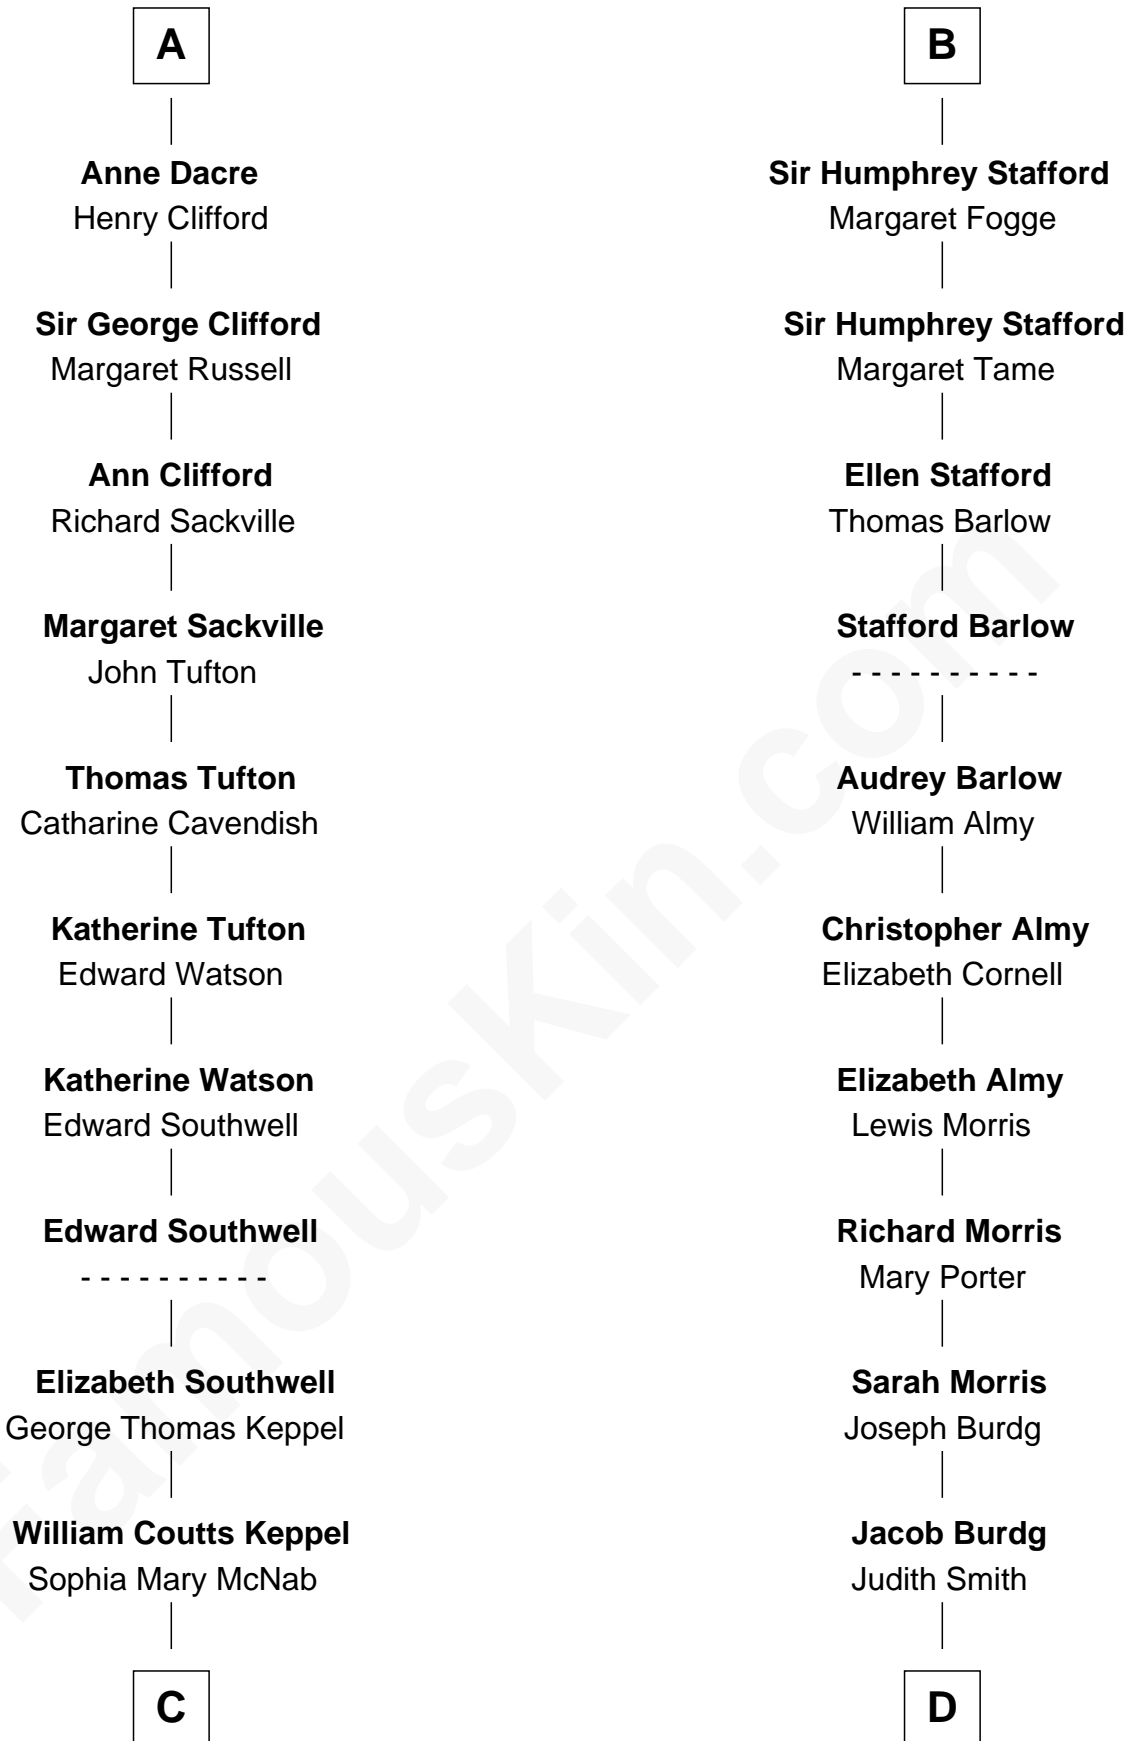 A
Anne Dacre
Henry Clifford
Sir George Clifford
Margaret Russell
Ann Clifford
Richard Sackville
Margaret Sackville
John Tufton
Thomas Tufton
Catharine Cavendish
Katherine Tufton
Edward Watson
Katherine Watson
Edward Southwell
Edward Southwell
- - - - - - - - - -
Elizabeth Southwell
George Thomas Keppel
William Coutts Keppel
Sophia Mary McNab
C
B
Sir Humphrey Stafford
Margaret Fogge
Sir Humphrey Stafford
Margaret Tame
Ellen Stafford
Thomas Barlow
Stafford Barlow
- - - - - - - - - -
Audrey Barlow
William Almy
Christopher Almy
Elizabeth Cornell
Elizabeth Almy
Lewis Morris
Richard Morris
Mary Porter
Sarah Morris
Joseph Burdg
Jacob Burdg
Judith Smith
D
FamousKin.com